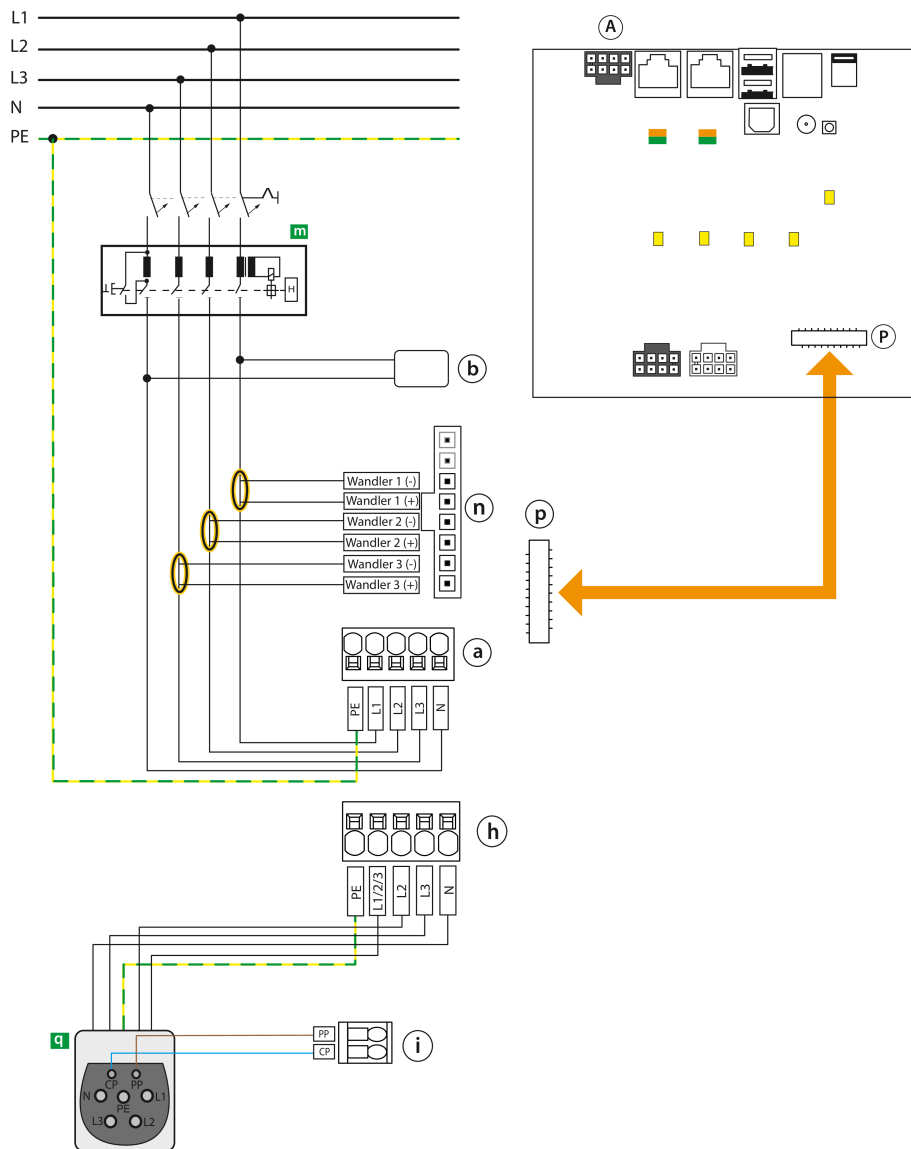 L1
L2
L3
N
PE
A
m
P
b
Wandler 1 (-)
Wandler 1 (+)
Wandler 2 (-)
Wandler 2 (+)
Wandler 3 (-)
Wandler 3 (+)
n
p
a
PE
L1
L2
L3
N
h
PE
L1/2/3
L2
L3
N
q
PP
CP
i
CP
PP
N
L1
PE
L3
L2
H